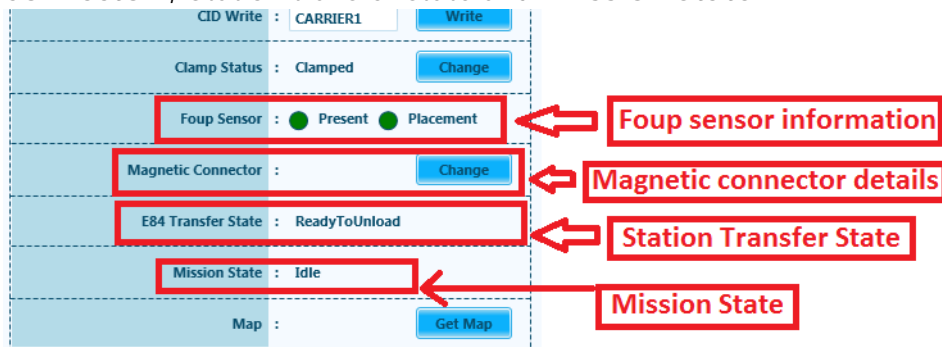 CID Write : CARRIER1 Write
Clamp Status : Clamped Change
Foup Sensor : Present Placement
Foup sensor information
Magnetic Connector : Change
Magnetic connector details
E84 Transfer State : ReadyToUnload
Station Transfer State
Mission State : Idle
Mission State
Map : Get Map